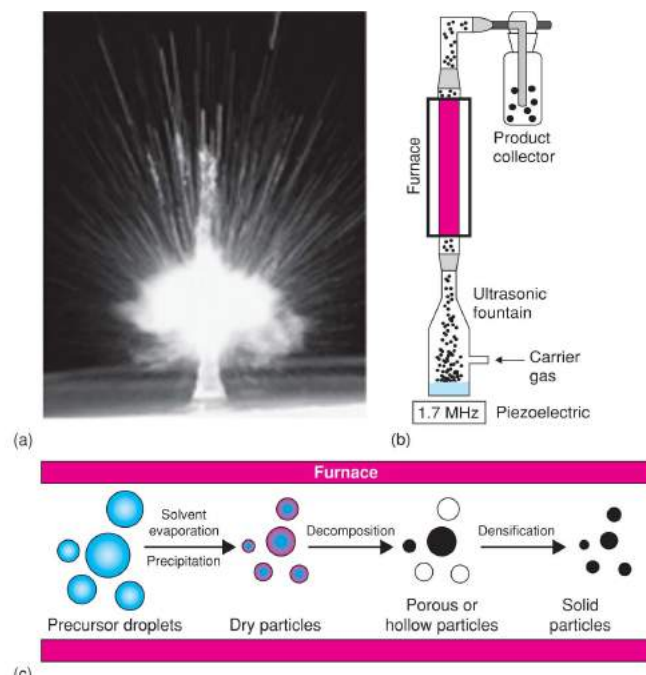 Furnace
Product
collector
Ultrasonic
fountain
Carrier
gas
1.7 MHz Piezoelectric
(a)
(b)
Furnace
Solvent
evaporation
Precipitation
Decomposition
Densification
Precursor droplets
Dry particles
Porous or
hollow particles
Solid
particles
(c)